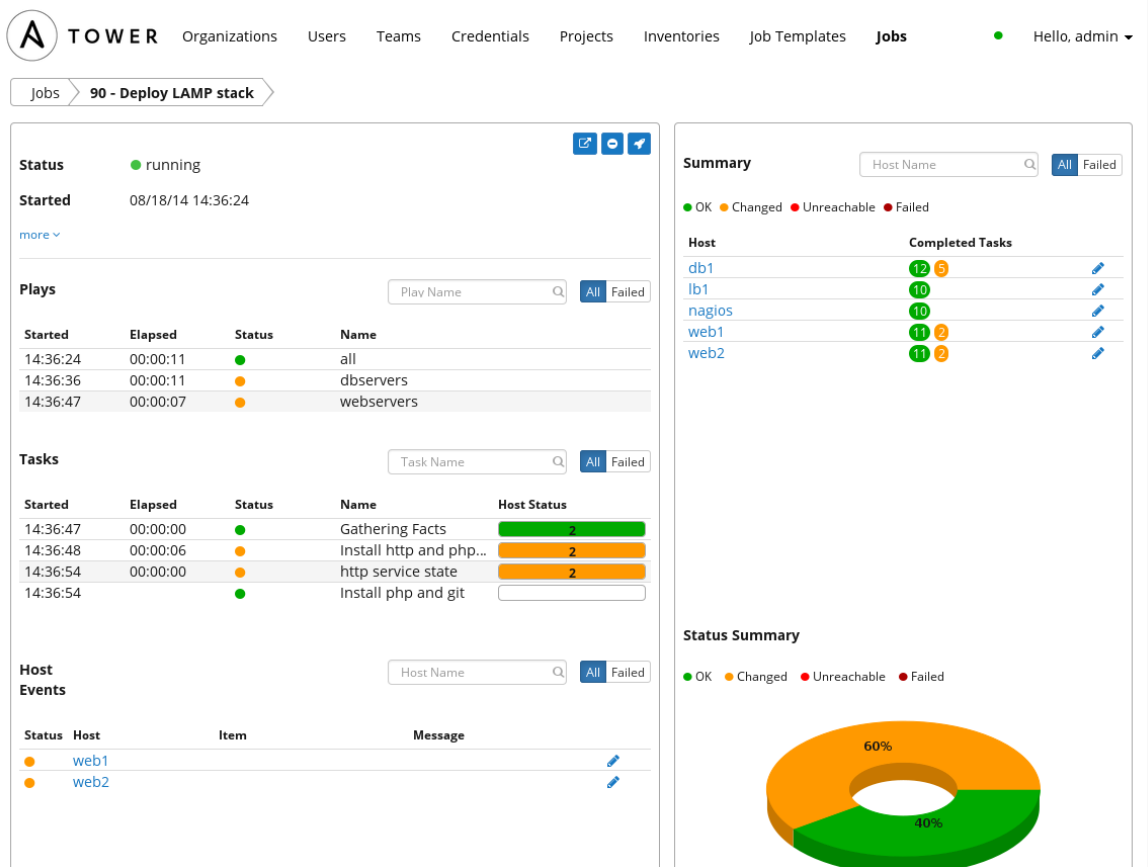 A TOWER Organizations Users Teams Credentials Projects Inventories Job Templates Jobs Hello, admin
Jobs 90 - Deploy LAMP stack
Status running
Started 08/18/14 14:36:24
more
Plays Play Name All Failed
Started Elapsed Status Name
14:36:24 00:00:11 all
14:36:36 00:00:11 dbservers
14:36:47 00:00:07 webservers
Tasks Task Name All Failed
Started Elapsed Status Name Host Status
14:36:47 00:00:00 Gathering Facts 2
14:36:48 00:00:06 Install http and php... 2
14:36:54 00:00:00 http service state 2
14:36:54 Install php and git
Host
Events Host Name All Failed
Status Host Item Message
web1
web2
Summary Host Name All Failed
OK Changed Unreachable Failed
Host Completed Tasks
db1 12 5
lb1 10
nagios 10
web1 11 2
web2 11 2
Status Summary
OK Changed Unreachable Failed
60%
40%